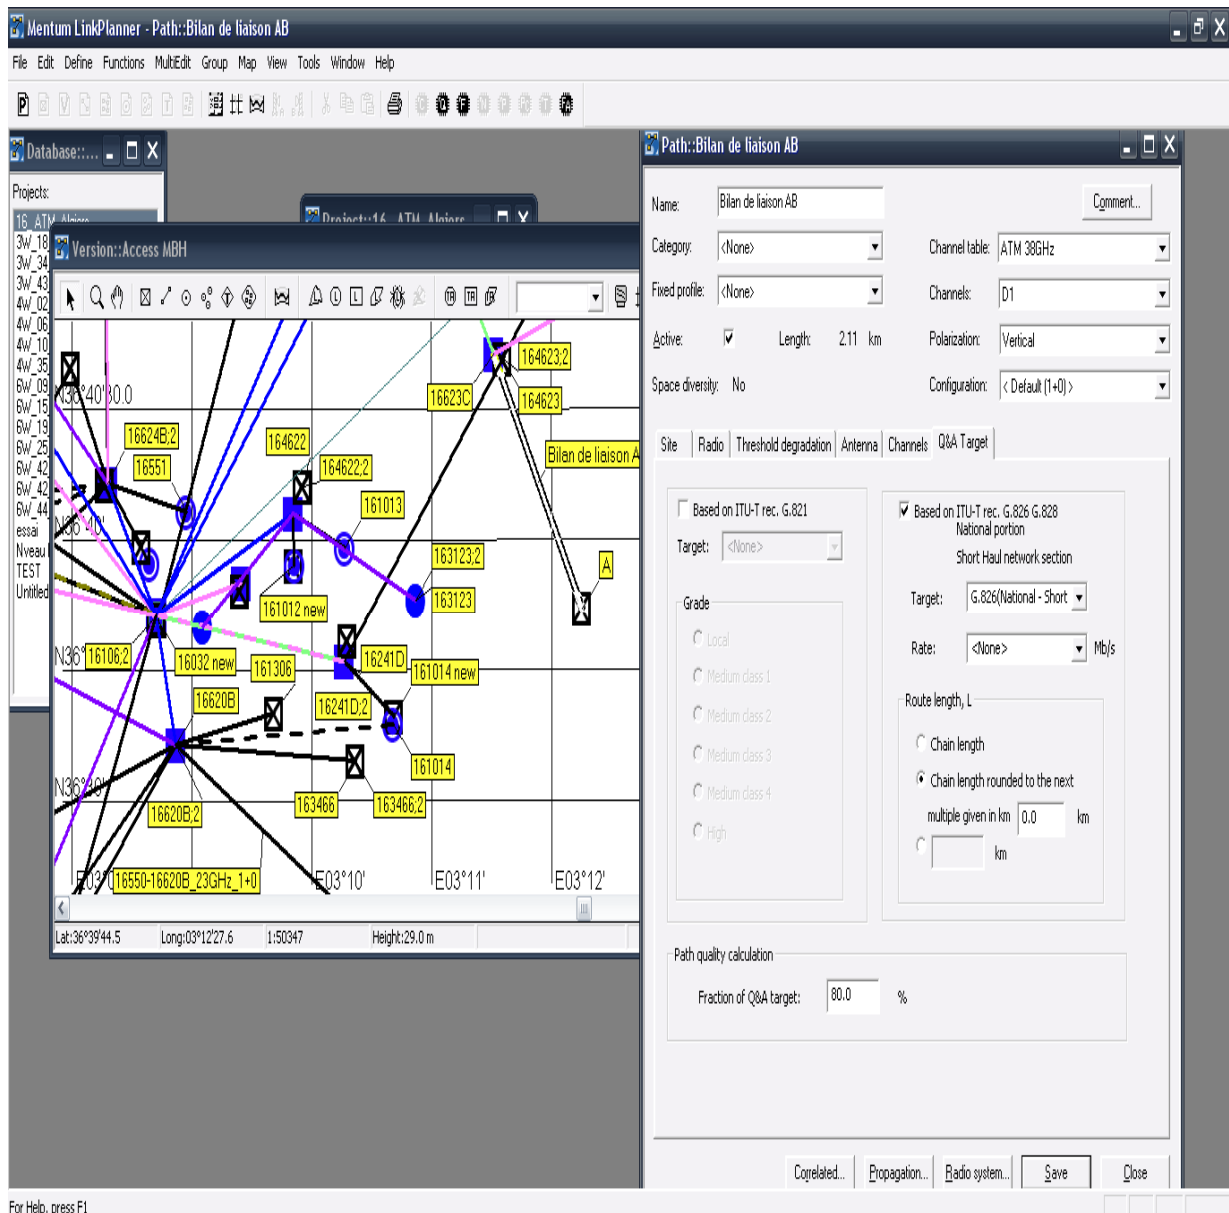 Mentum LinkPlanner - Path::Bilan de liaison AB
File Edit Define Functions MultiEdit Group Map View Tools Window Help
Database::...
Projects:
16_ATM_Algiers
3W_18
3W_34
3W_43
4W_02
4W_06
4W_10
4W_35
6W_09
6W_15
6W_19
6W_25
6W_42
6W_42
6W_44
essai
Niveau
TEST
Untitled
Project::16_ATM_Algiers
Version::Access MBH
164623;2
N36°40'30.0
16623C
164623
16624B;2
164622
Bilan de liaison A
16551
164622;2
161013
N36°40'
163123;2
A
163123
161012 new
N36°
16106;2
16032 new
161306
16241D
161014 new
16620B
16241D;2
161014
N36°39'
163466
163466;2
16620B;2
E03°0
16550-16620B_23GHz_1+0
E03°10'
E03°11'
E03°12'
Lat:36°39'44.5 Long:03°12'27.6 1:50347 Height:29.0 m
Path::Bilan de liaison AB
Name: Bilan de liaison AB Comment...
Category: <None> Channel table: ATM 38GHz
Fixed profile: <None> Channels: D1
Active: Length: 2.11 km Polarization: Vertical
Space diversity: No Configuration: < Default (1+0) >
Site Radio Threshold degradation Antenna Channels Q&A Target
Based on ITU-T rec. G.821
Target: <None>
Grade
Local
Medium class 1
Medium class 2
Medium class 3
Medium class 4
High
Based on ITU-T rec. G.826 G.828
National portion
Short Haul network section
Target: G.826(National - Short
Rate: <None> Mb/s
Route length, L
Chain length
Chain length rounded to the next
multiple given in km 0.0 km
km
Path quality calculation
Fraction of Q&A target: 80.0 %
Correlated... Propagation... Radio system... Save Close
For Help, press F1